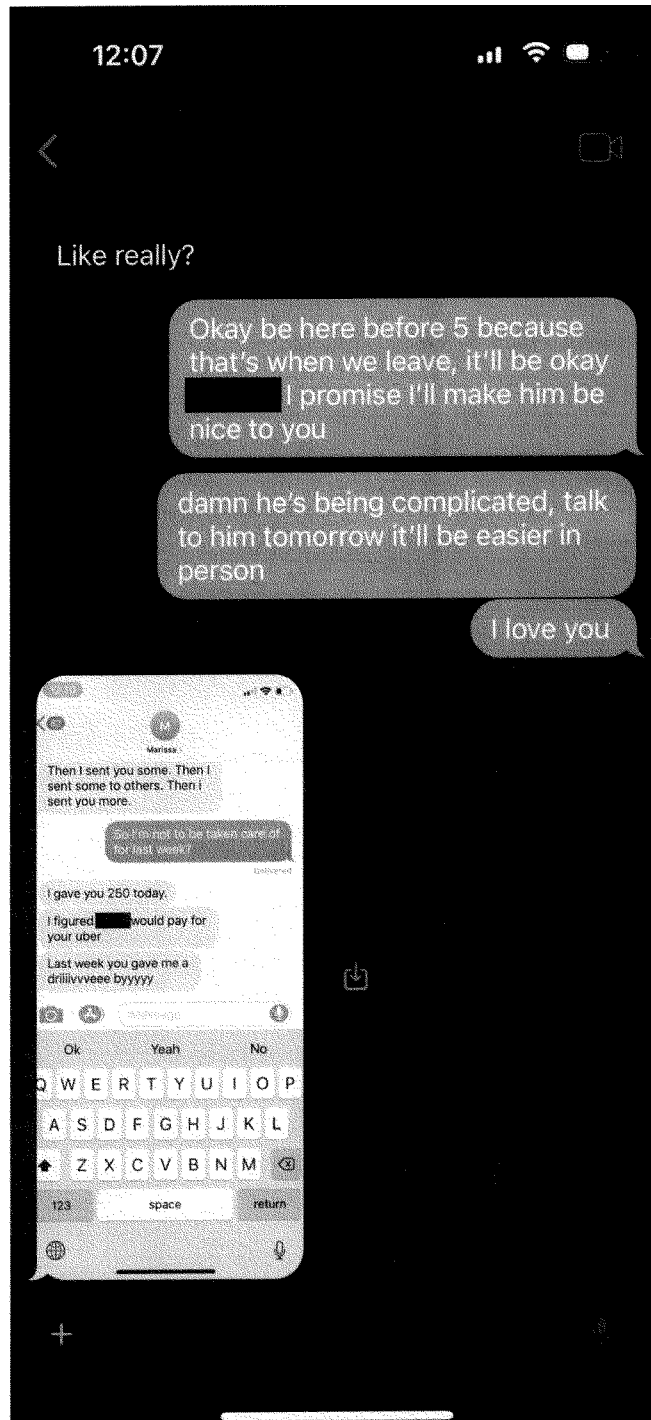 12:07
Like really?
Okay be here before 5 because
that's when we leave, it'll be okay
I promise I'll make him be
nice to you
damn he's being complicated, talk
to him tomorrow it'll be easier in
person
I love you
M
Marissa
Then I sent you some. Then I
sent some to others. Then i
sent you more.
So I'm not to be taken care of
for last week?
Delivered
I gave you 250 today.
I figured would pay for
your uber
Last week you gave me a
driiiivvveee byyyyy
Ok Yeah No
Q W E R T Y U I O P
A S D F G H J K L
Z X C V B N M
123 space return